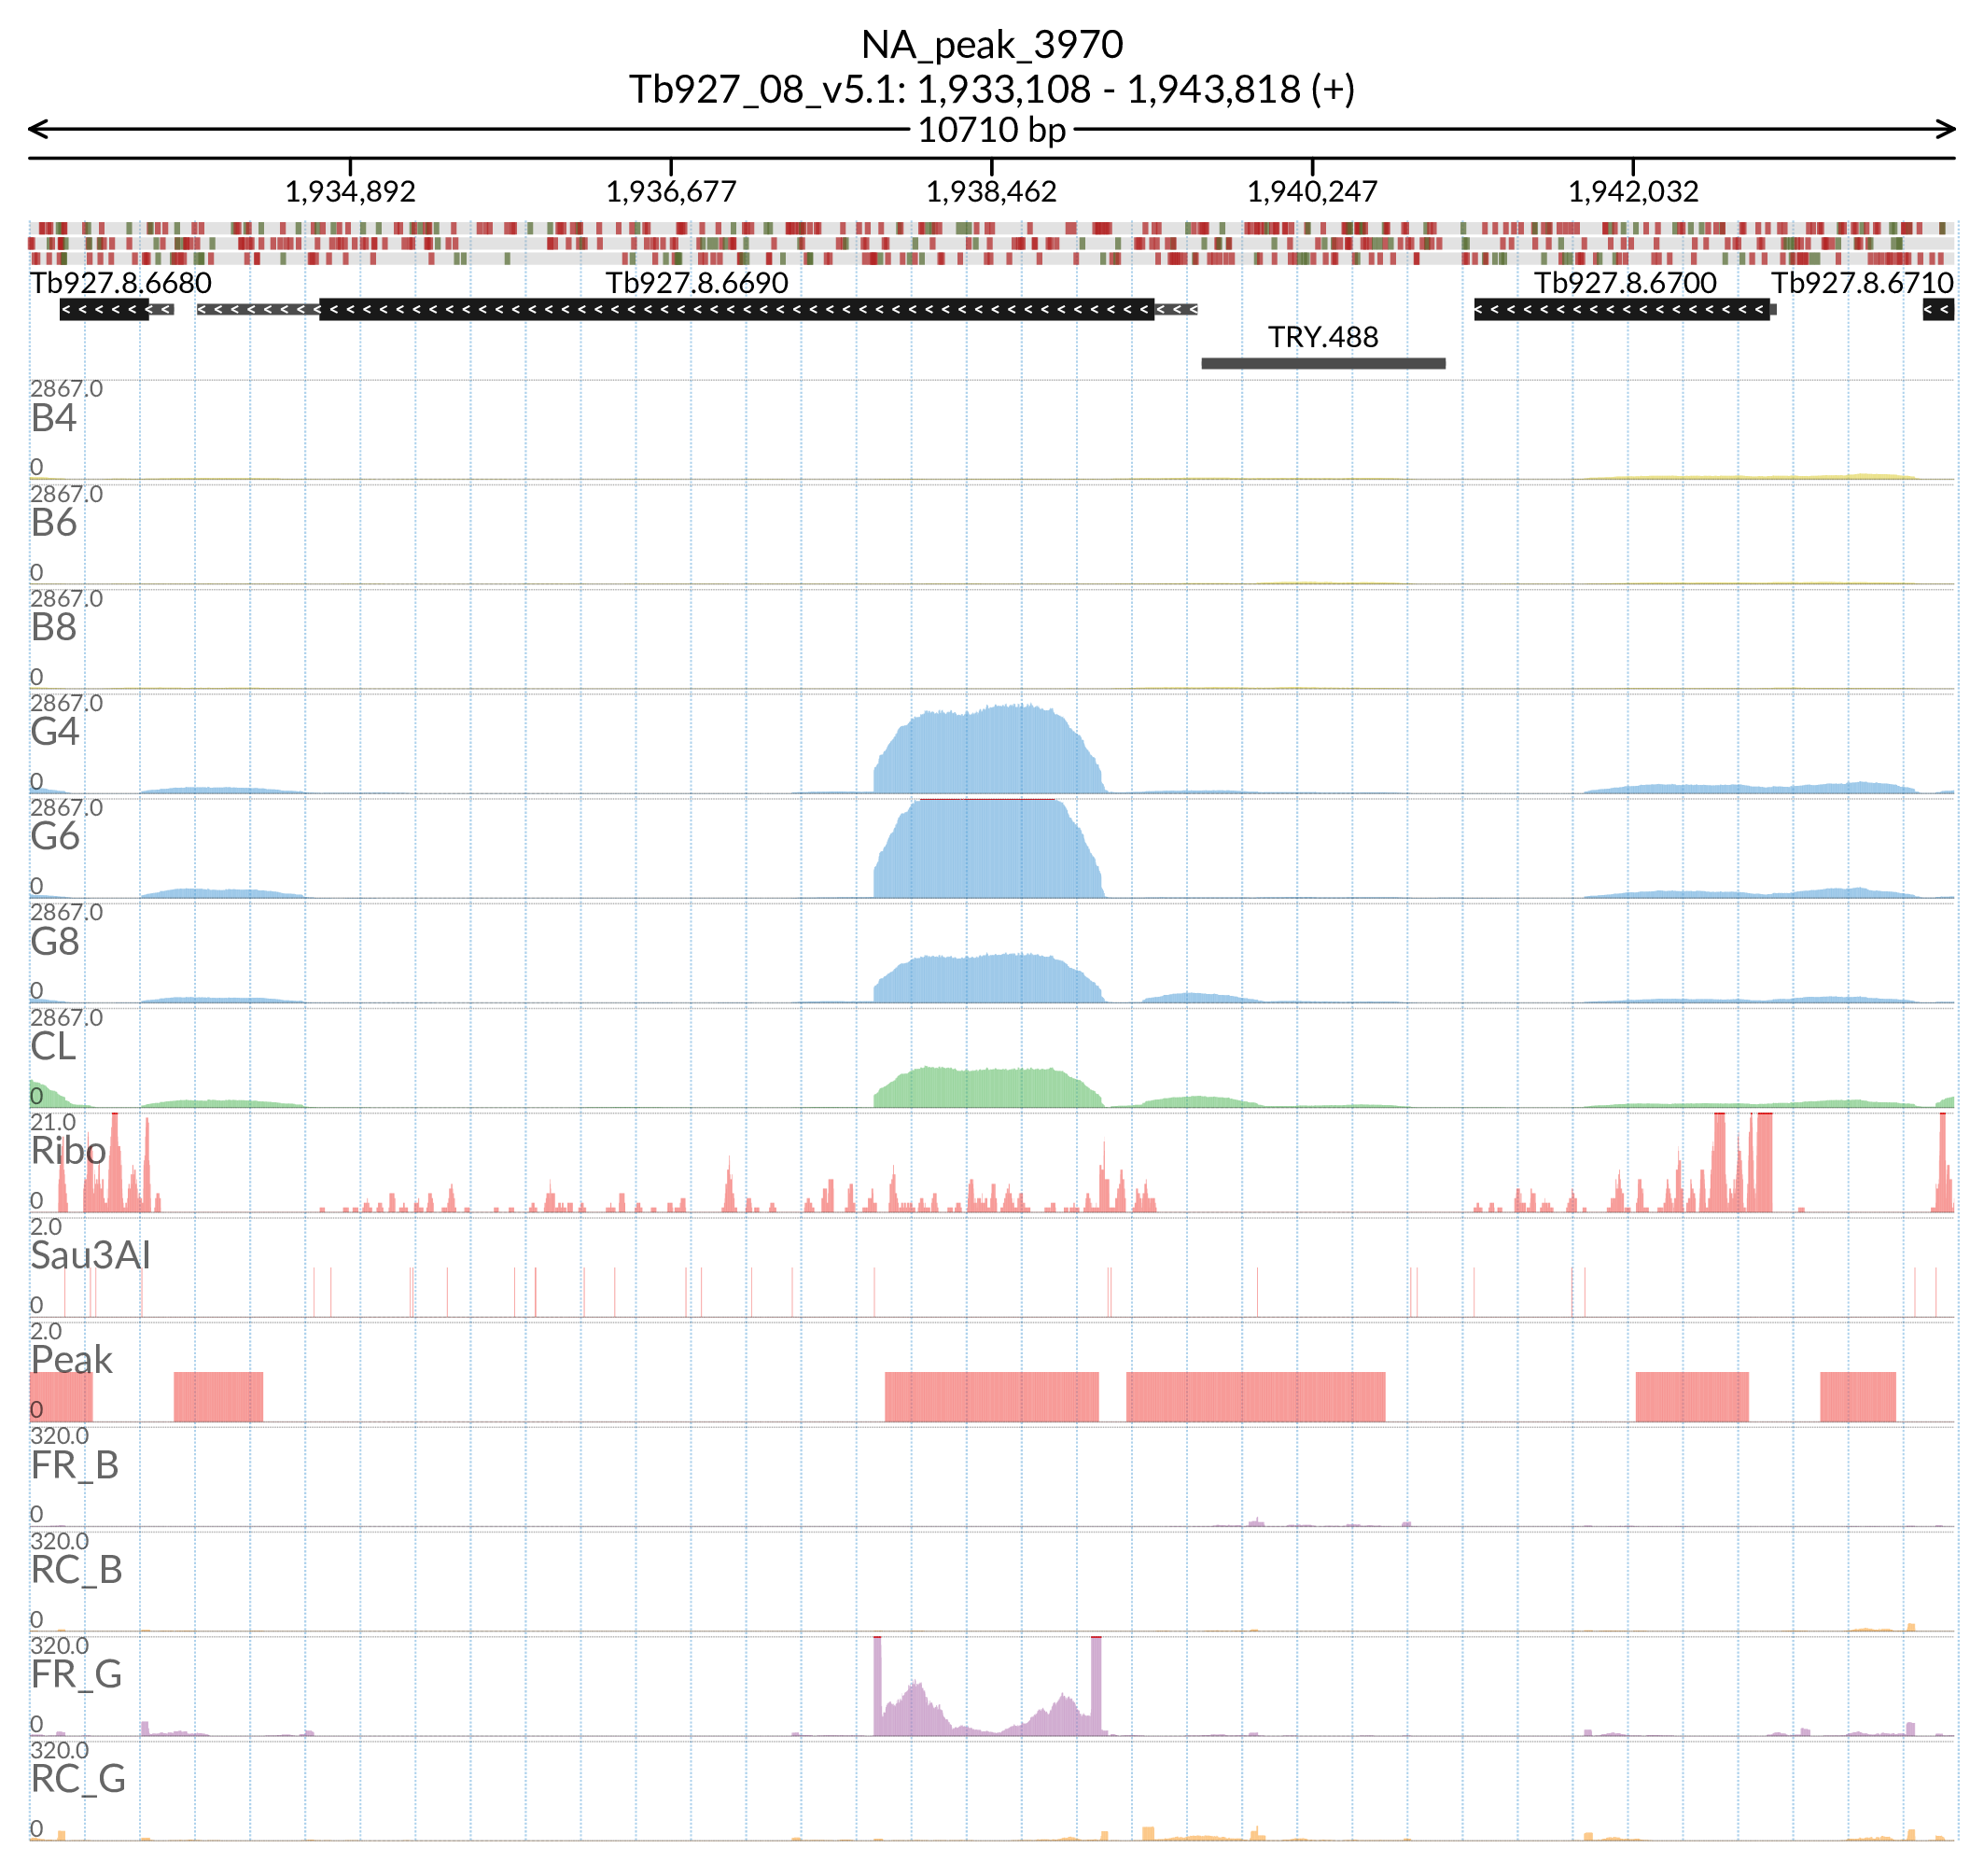 NA_peak_3970
Tb927_08_v5.1: 1,933,108 - 1,943,818 (+)
10710 bp
1,934,892 1,936,677 1,938,462 1,940,247 1,942,032
Tb927.8.6680 Tb927.8.6690 Tb927.8.6700 Tb927.8.6710
TRY.488
2867.0
B4
0
2867.0
B6
0
2867.0
B8
0
2867.0
G4
0
2867.0
G6
0
2867.0
G8
0
2867.0
CL
0
21.0
Ribo
0
2.0
Sau3AI
0
2.0
Peak
0
320.0
FR_B
0
320.0
RC_B
0
320.0
FR_G
0
320.0
RC_G
0